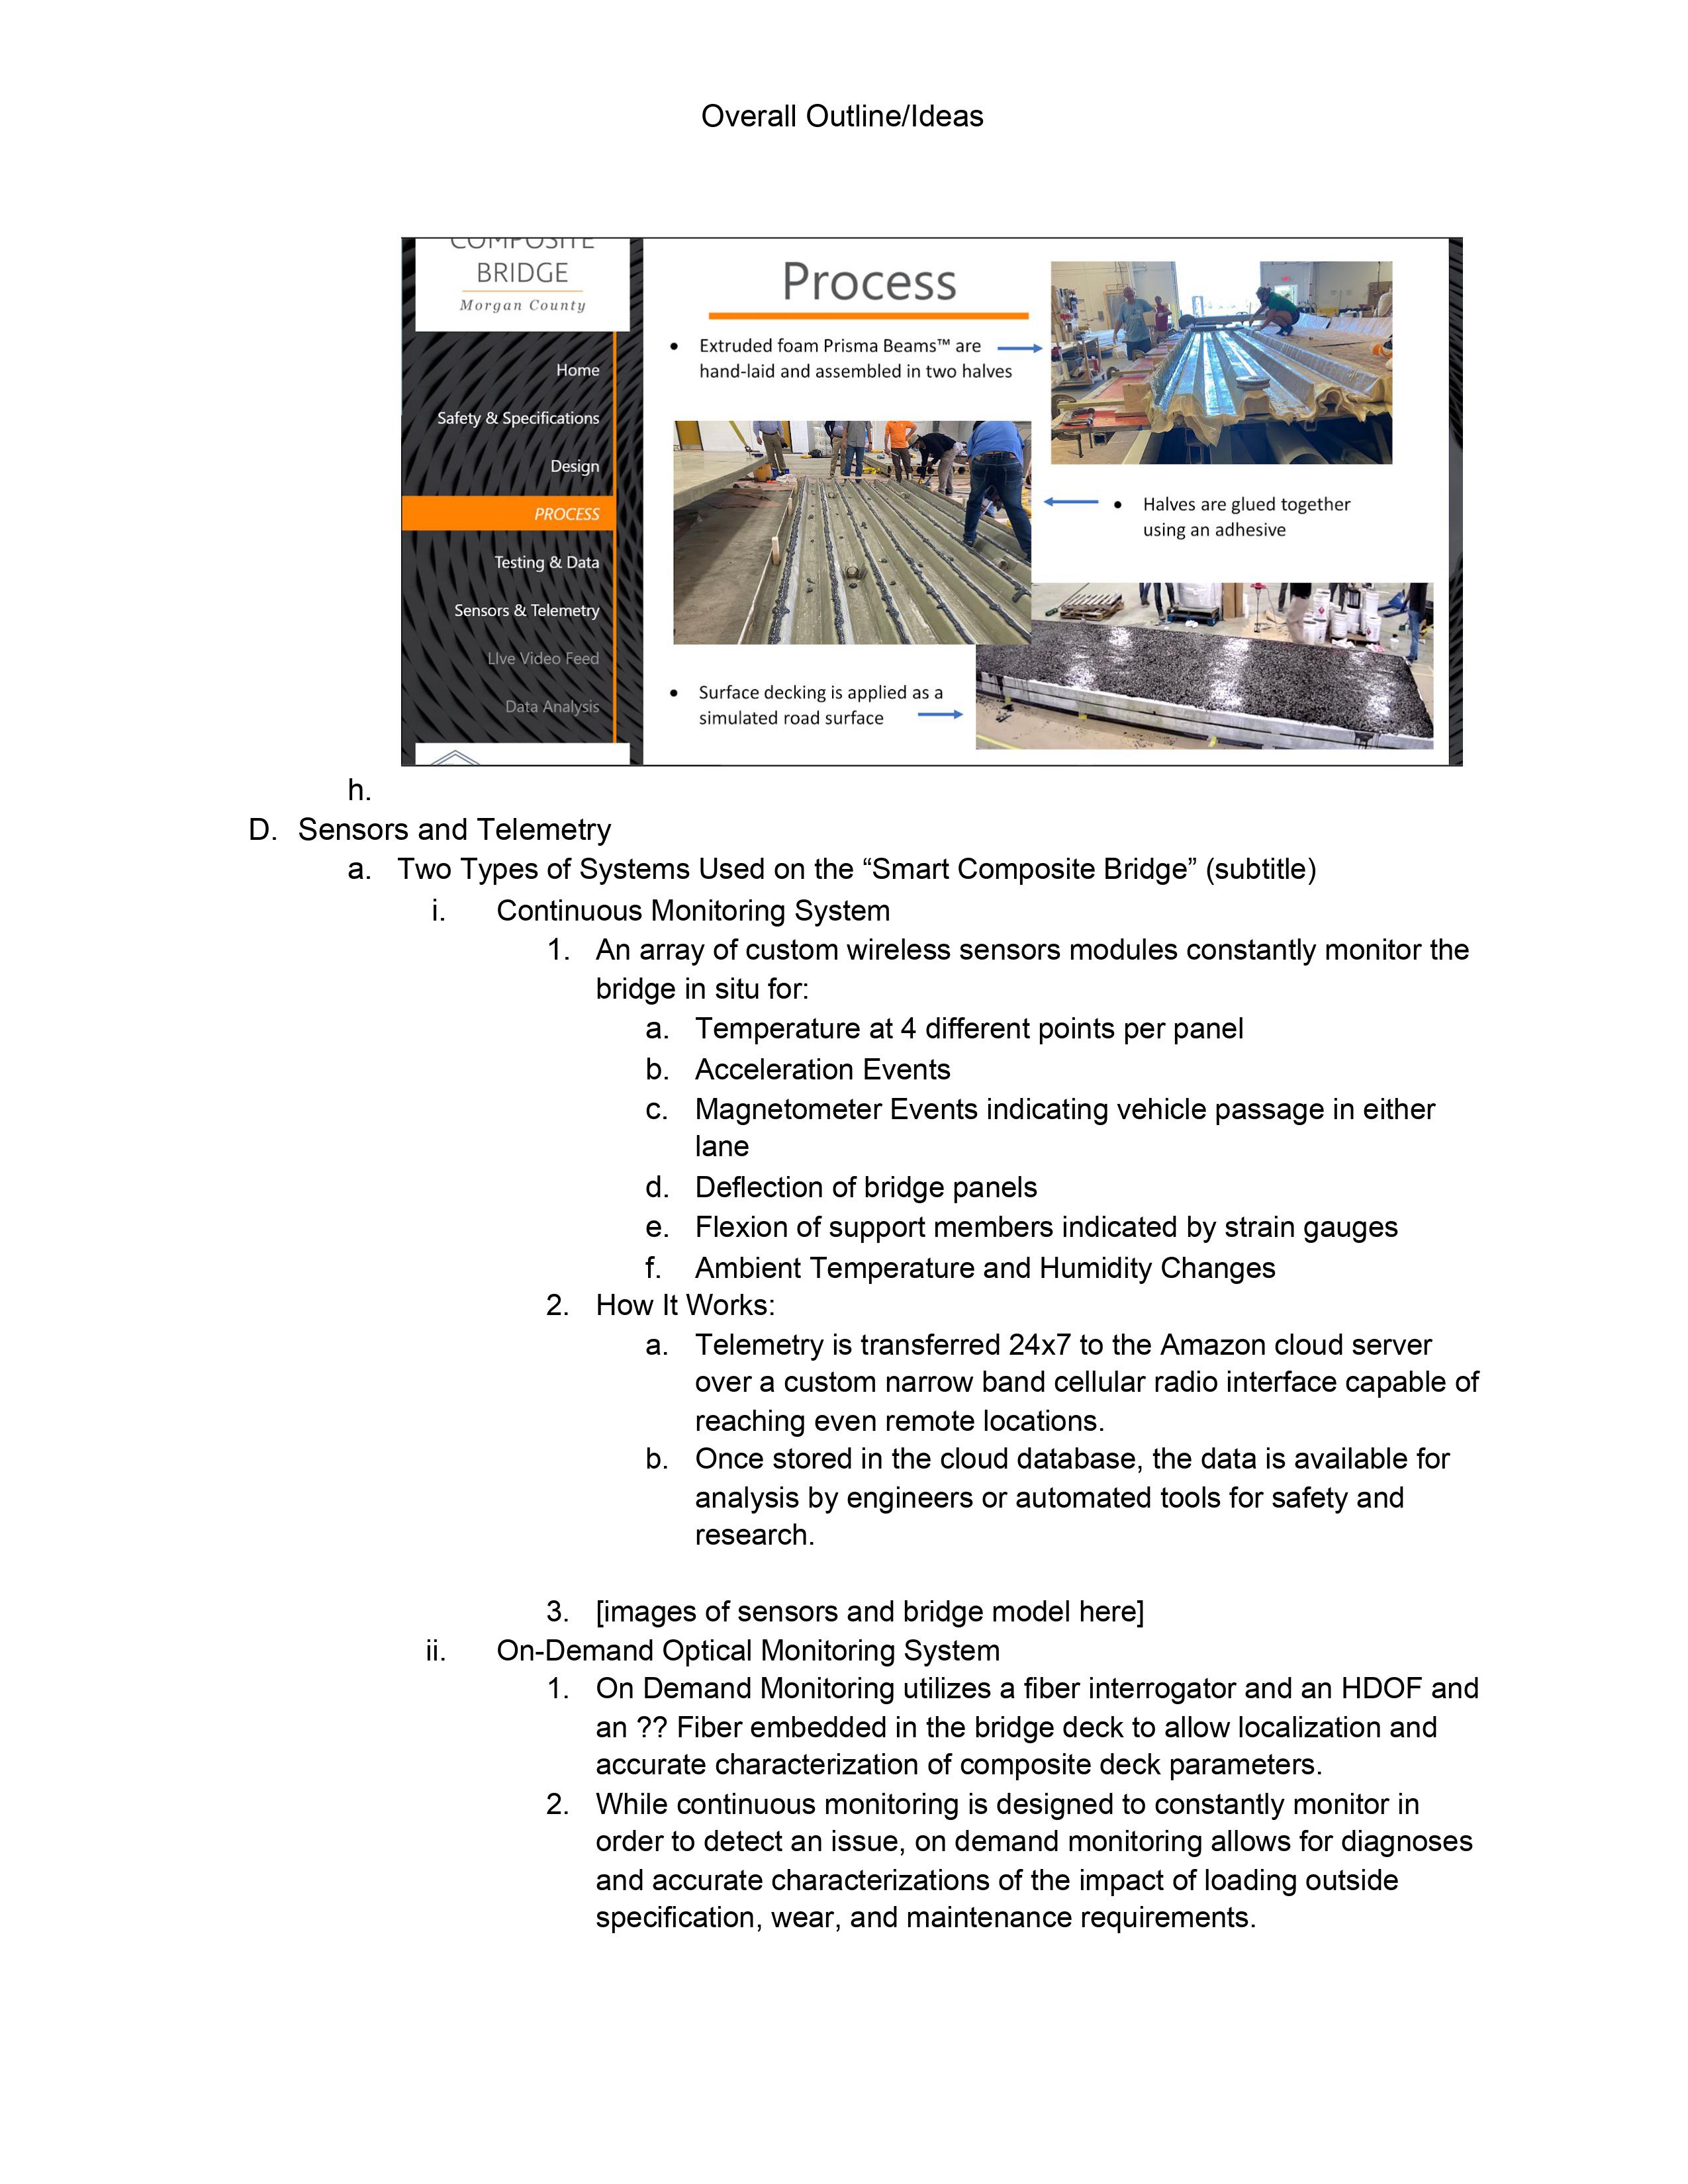 Overall Outline/Ideas
COMPOSITE
BRIDGE
Morgan County
Home
Safety & Specifications
Design
PROCESS
Testing & Data
Sensors & Telemetry
LIve Video Feed
Data Analysis
Process
• Extruded foam Prisma Beams™ are
hand-laid and assembled in two halves
• Halves are glued together
using an adhesive
• Surface decking is applied as a
simulated road surface
h.
D. Sensors and Telemetry
a. Two Types of Systems Used on the “Smart Composite Bridge” (subtitle)
i. Continuous Monitoring System
1. An array of custom wireless sensors modules constantly monitor the
bridge in situ for:
a. Temperature at 4 different points per panel
b. Acceleration Events
c. Magnetometer Events indicating vehicle passage in either
lane
d. Deflection of bridge panels
e. Flexion of support members indicated by strain gauges
f. Ambient Temperature and Humidity Changes
2. How It Works:
a. Telemetry is transferred 24x7 to the Amazon cloud server
over a custom narrow band cellular radio interface capable of
reaching even remote locations.
b. Once stored in the cloud database, the data is available for
analysis by engineers or automated tools for safety and
research.
3. [images of sensors and bridge model here]
ii. On-Demand Optical Monitoring System
1. On Demand Monitoring utilizes a fiber interrogator and an HDOF and
an ?? Fiber embedded in the bridge deck to allow localization and
accurate characterization of composite deck parameters.
2. While continuous monitoring is designed to constantly monitor in
order to detect an issue, on demand monitoring allows for diagnoses
and accurate characterizations of the impact of loading outside
specification, wear, and maintenance requirements.